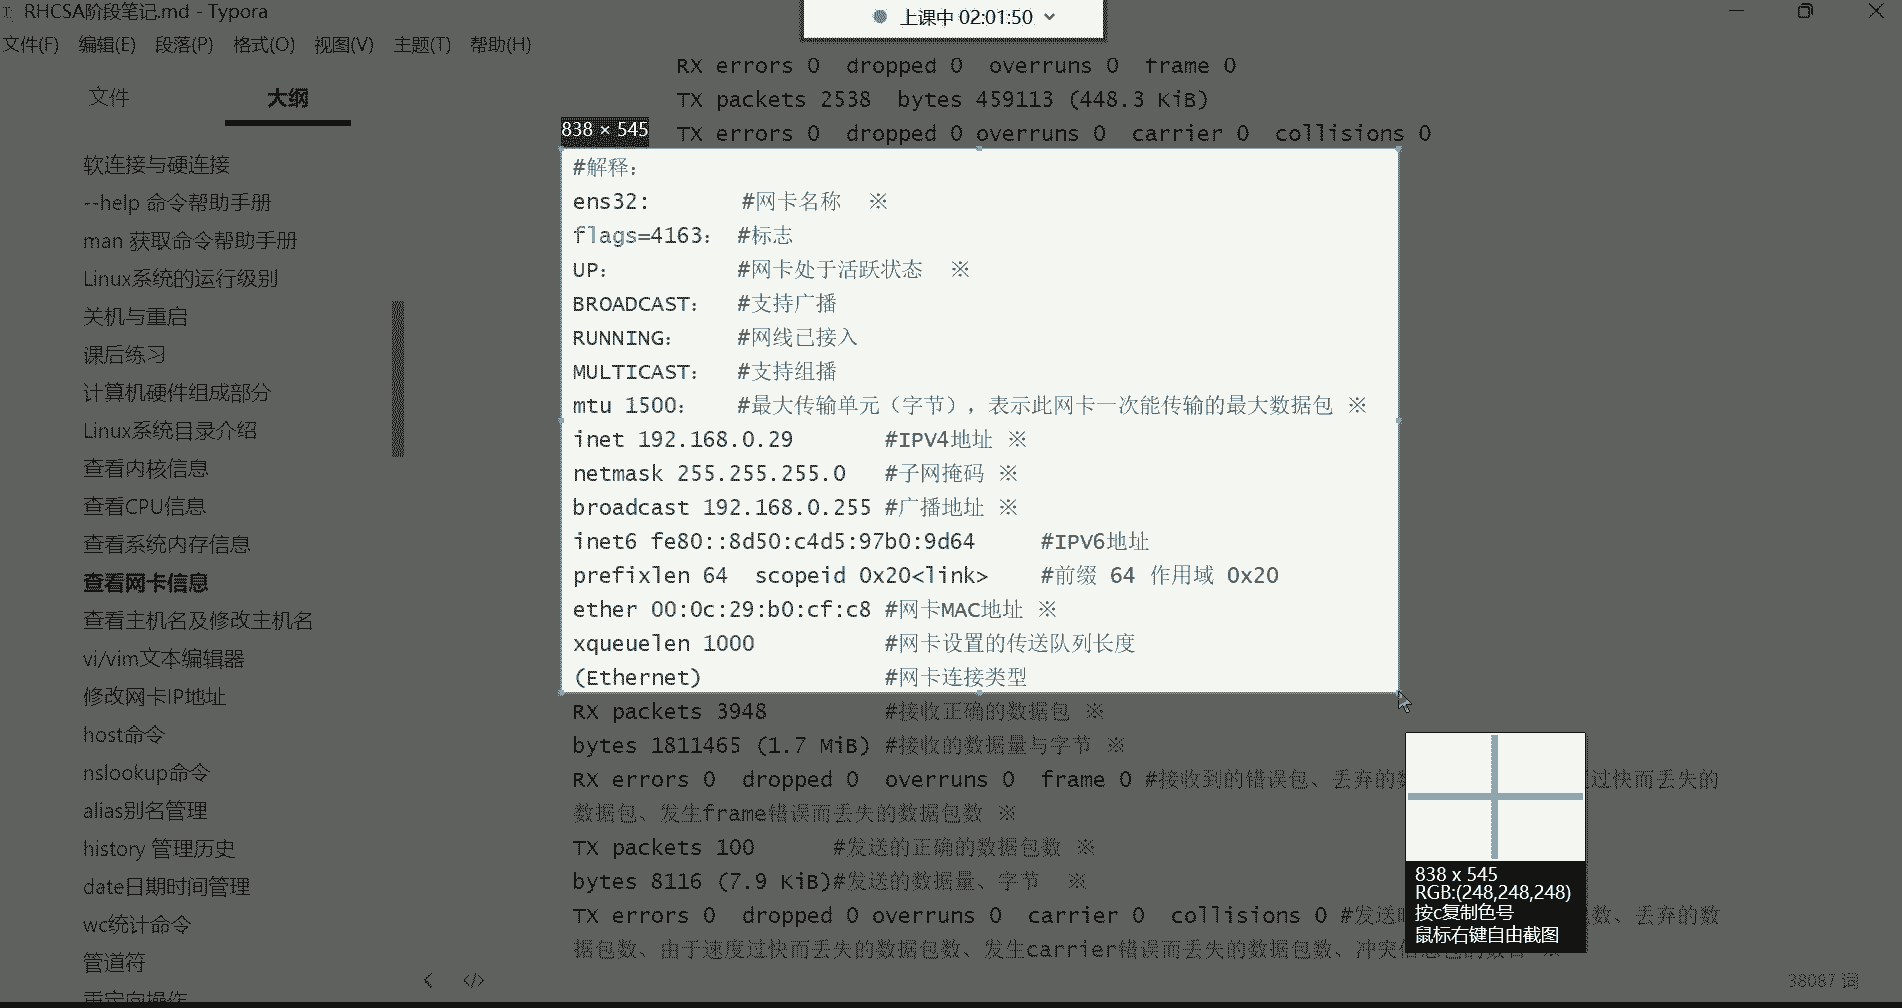 RHCSA阶段笔记.md - Typora
上课中 02:01:50
文件(F) 编辑(E) 段落(P) 格式(O) 视图(V) 主题(T) 帮助(H)
文件 大纲
软连接与硬连接
--help 命令帮助手册
man 获取命令帮助手册
Linux系统的运行级别
关机与重启
课后练习
计算机硬件组成部分
Linux系统目录介绍
查看内核信息
查看CPU信息
查看系统内存信息
查看网卡信息
查看主机名及修改主机名
vi/vim文本编辑器
修改网卡IP地址
host命令
nslookup命令
alias别名管理
history 管理历史
date日期时间管理
wc统计命令
管道符
重定向操作
RX errors 0 dropped 0 overruns 0 frame 0
TX packets 2538 bytes 459113 (448.3 KiB)
TX errors 0 dropped 0 overruns 0 carrier 0 collisions 0
838 × 545
#解释：
ens32: #网卡名称 ※
flags=4163： #标志
UP： #网卡处于活跃状态 ※
BROADCAST： #支持广播
RUNNING： #网线已接入
MULTICAST： #支持组播
mtu 1500： #最大传输单元（字节），表示此网卡一次能传输的最大数据包 ※
inet 192.168.0.29 #IPV4地址 ※
netmask 255.255.255.0 #子网掩码 ※
broadcast 192.168.0.255 #广播地址 ※
inet6 fe80::8d50:c4d5:97b0:9d64 #IPV6地址
prefixlen 64 scopeid 0x20<link> #前缀 64 作用域 0x20
ether 00:0c:29:b0:cf:c8 #网卡MAC地址 ※
xqueuelen 1000 #网卡设置的传送队列长度
(Ethernet) #网卡连接类型
RX packets 3948 #接收正确的数据包 ※
bytes 1811465 (1.7 MiB) #接收的数据量与字节 ※
RX errors 0 dropped 0 overruns 0 frame 0 #接收到的错误包、丢弃的 过快而丢失的
数据包、发生frame错误而丢失的数据包数 ※
TX packets 100 #发送的正确的数据包数 ※
bytes 8116 (7.9 KiB)#发送的数据量、字节 ※
TX errors 0 dropped 0 overruns 0 carrier 0 collisions 0 #发送 数、丢弃的数
据包数、由于速度过快而丢失的数据包数、发生carrier错误而丢失的数据包数、冲突
838 x 545
RGB:(248,248,248)
按c复制色号
鼠标右键自由截图
38087 词